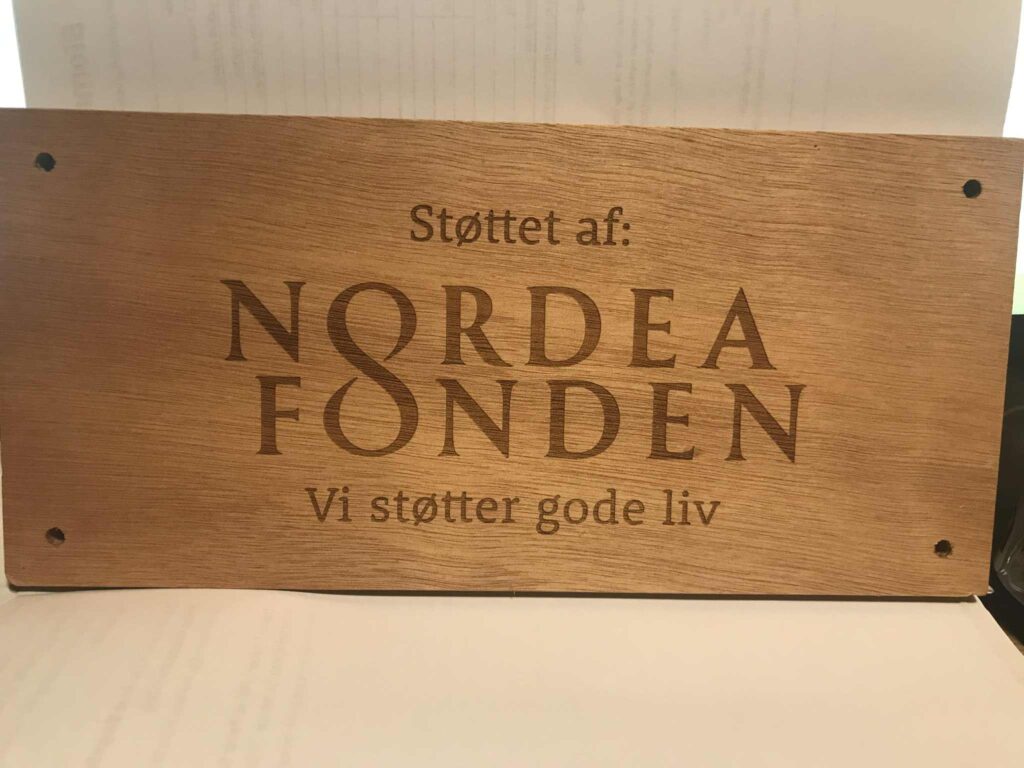 Støttet af:
NORDEA
FONDEN
Vi støtter gode liv